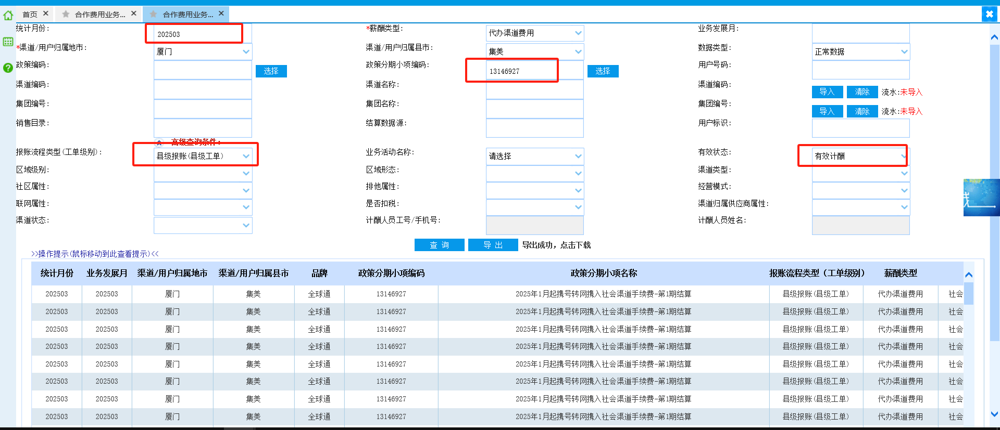 首页 × ★ 合作费用业务... × ★ 合作费用业务... ×
统计月份: 202503 *薪酬类型: 代办渠道费用 业务发展月:
*渠道/用户归属地市: 厦门 渠道/用户归属县市: 集美 数据类型: 正常数据
政策编码: 选择 政策分期小项编码: 13146927 选择 用户号码:
渠道编码: 渠道名称: 渠道编码: 导入 清除 流水:未导入
集团编号: 集团名称: 集团编号: 导入 清除 流水:未导入
销售目录: 结算数据源: 用户标识:
高级查询条件:
报账流程类型(工单级别): 县级报账(县级工单) 业务活动名称: 请选择 有效状态: 有效计酬
区域级别: 区域形态: 渠道类型:
社区属性: 排他属性: 经营模式:
联网属性: 是否扣税: 渠道归属供应商属性:
渠道状态: 计酬人员工号/手机号: 计酬人员姓名:
查 询 导 出 导出成功，点击下载
>>操作提示(鼠标移动到此查看提示)<<
统计月份 业务发展月 渠道/用户归属地市 渠道/用户归属县市 品牌 政策分期小项编码 政策分期小项名称 报账流程类型（工单级别） 薪酬类型
202503 202503 厦门 集美 全球通 13146927 2025年1月起携号转网携入社会渠道手续费-第1期结算 县级报账(县级工单) 代办渠道费用 社会
202503 202503 厦门 集美 全球通 13146927 2025年1月起携号转网携入社会渠道手续费-第1期结算 县级报账(县级工单) 代办渠道费用 社会
202503 202503 厦门 集美 全球通 13146927 2025年1月起携号转网携入社会渠道手续费-第1期结算 县级报账(县级工单) 代办渠道费用 社会
202503 202503 厦门 集美 全球通 13146927 2025年1月起携号转网携入社会渠道手续费-第1期结算 县级报账(县级工单) 代办渠道费用 社会
202503 202503 厦门 集美 全球通 13146927 2025年1月起携号转网携入社会渠道手续费-第1期结算 县级报账(县级工单) 代办渠道费用 社会
202503 202503 厦门 集美 全球通 13146927 2025年1月起携号转网携入社会渠道手续费-第1期结算 县级报账(县级工单) 代办渠道费用 社会
202503 202503 厦门 集美 全球通 13146927 2025年1月起携号转网携入社会渠道手续费-第1期结算 县级报账(县级工单) 代办渠道费用 社会
202503 202503 厦门 集美 全球通 13146927 2025年1月起携号转网携入社会渠道手续费-第1期结算 县级报账(县级工单) 代办渠道费用 社会